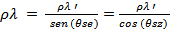 ρλ = ρλ ′ / sen (θse) = ρλ ′ / cos (θsz)